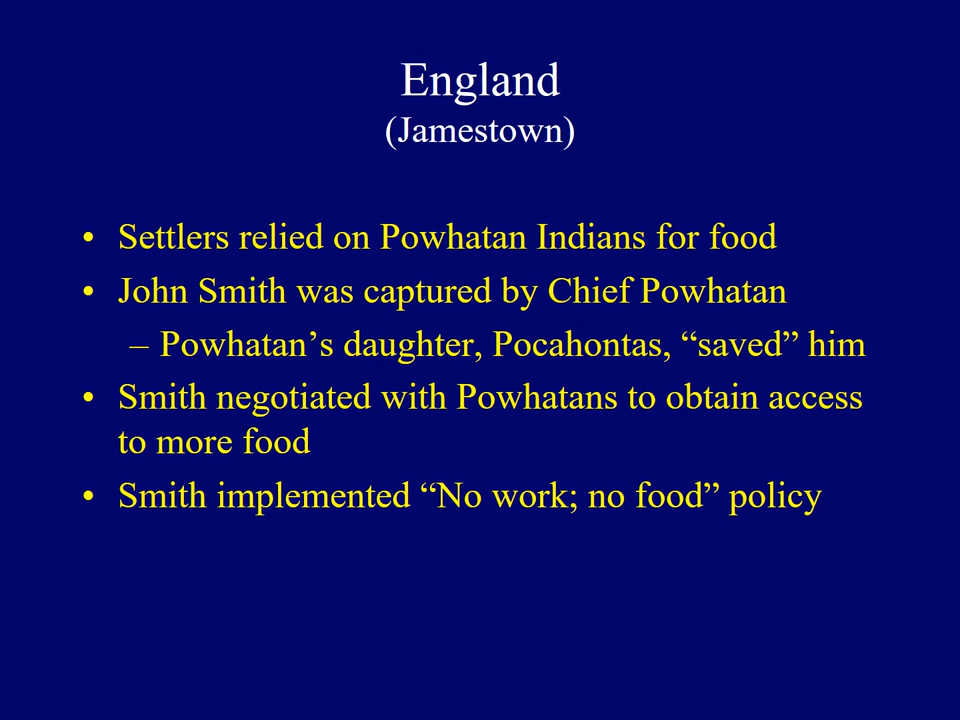 England
(Jamestown)
• Settlers relied on Powhatan Indians for food
• John Smith was captured by Chief Powhatan
– Powhatan’s daughter, Pocahontas, “saved” him
• Smith negotiated with Powhatans to obtain access
to more food
• Smith implemented “No work; no food” policy